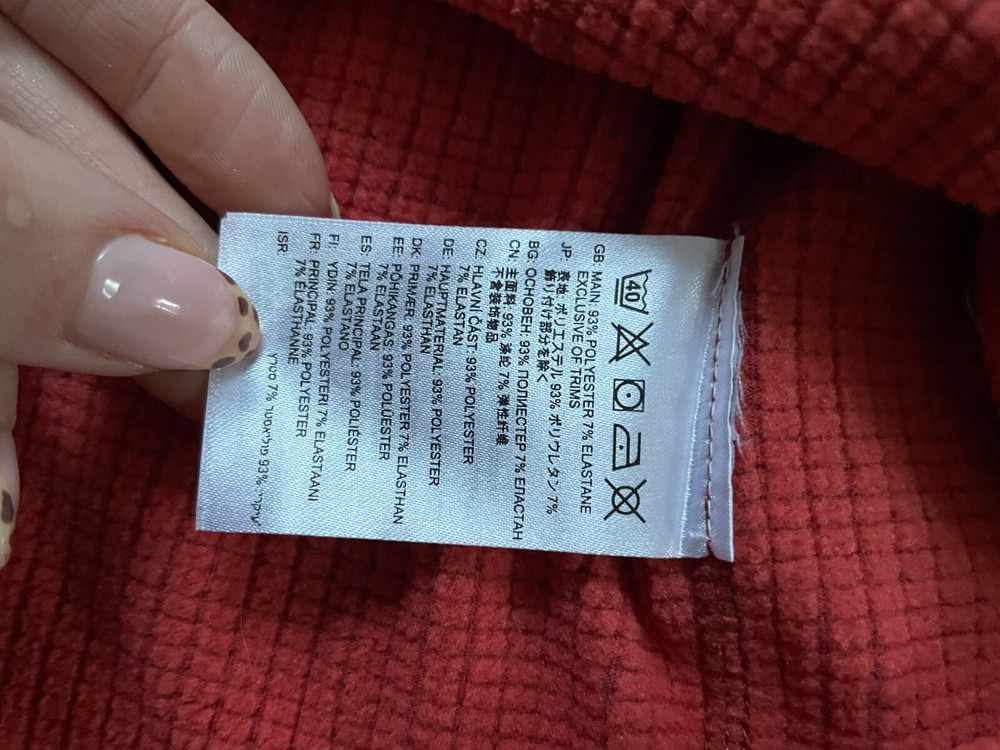 40
GB: MAIN: 93% POLYESTER 7% ELASTANE
EXCLUSIVE OF TRIMS
JP: 表地: ポリエステル 93% ポリウレタン 7%
飾り付け部分を除く
BG: ОСНОВЕН: 93% ПОЛИЕСТЕР 7% ЕЛАСТАН
CN: 主面料: 93% 涤纶 7% 弹性纤维
不含装饰物品
CZ: HLAVNÍ ČÁST: 93% POLYESTER
7% ELASTAN
DE: HAUPTMATERIAL: 93% POLYESTER
7% ELASTHAN
DK: PRIMÆR: 93% POLYESTER 7% ELASTHAN
EE: PÕHIKANGAS: 93% POLÜESTER
7% ELASTAAN
ES: TELA PRINCIPAL: 93% POLIÉSTER
7% ELASTANO
FI: YDIN: 93% POLYESTERI 7% ELASTAANI
FR: PRINCIPAL: 93% POLYESTER
7% ÉLASTHANNE
ISR: עיקרי: 93% פוליאסטר 7%